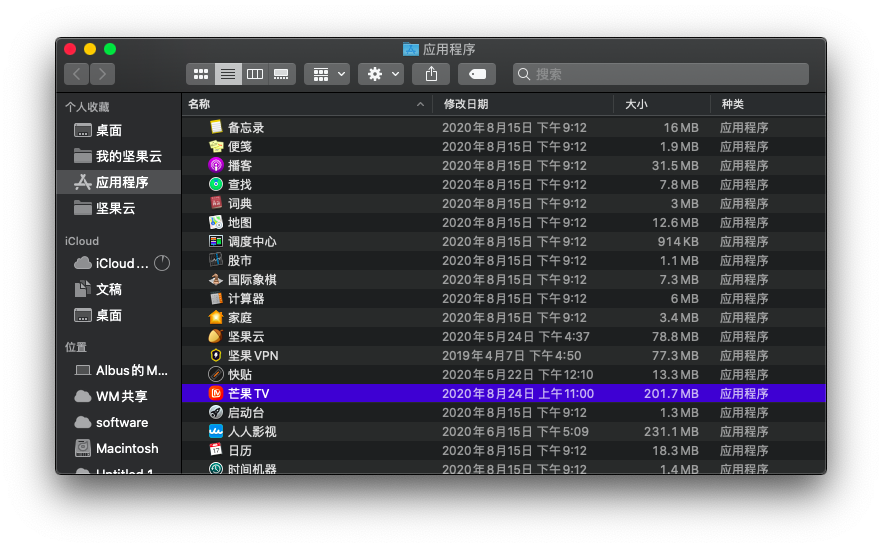 应用程序
搜索
个人收藏
桌面
我的坚果云
应用程序
坚果云
iCloud
iCloud...
文稿
桌面
位置
Albus的M...
WM共享
software
Macintosh
Untitled 1
名称 修改日期 大小 种类
备忘录 2020年8月15日 下午9:12 16 MB 应用程序
便笺 2020年8月15日 下午9:12 1.9 MB 应用程序
播客 2020年8月15日 下午9:12 31.5 MB 应用程序
查找 2020年8月15日 下午9:12 7.8 MB 应用程序
词典 2020年8月15日 下午9:12 3 MB 应用程序
地图 2020年8月15日 下午9:12 12.6 MB 应用程序
调度中心 2020年8月15日 下午9:12 914 KB 应用程序
股市 2020年8月15日 下午9:12 1.1 MB 应用程序
国际象棋 2020年8月15日 下午9:12 7.3 MB 应用程序
计算器 2020年8月15日 下午9:12 6 MB 应用程序
家庭 2020年8月15日 下午9:12 3.4 MB 应用程序
坚果云 2020年5月24日 下午4:37 78.8 MB 应用程序
坚果VPN 2019年4月7日 下午4:50 77.3 MB 应用程序
快贴 2020年5月22日 下午12:10 13.3 MB 应用程序
芒果TV 2020年8月24日 上午11:00 201.7 MB 应用程序
启动台 2020年8月15日 下午9:12 1.3 MB 应用程序
人人影视 2020年6月15日 下午5:09 231.1 MB 应用程序
日历 2020年8月15日 下午9:12 18.3 MB 应用程序
时间机器 2020年8月15日 下午9:12 1.4 MB 应用程序